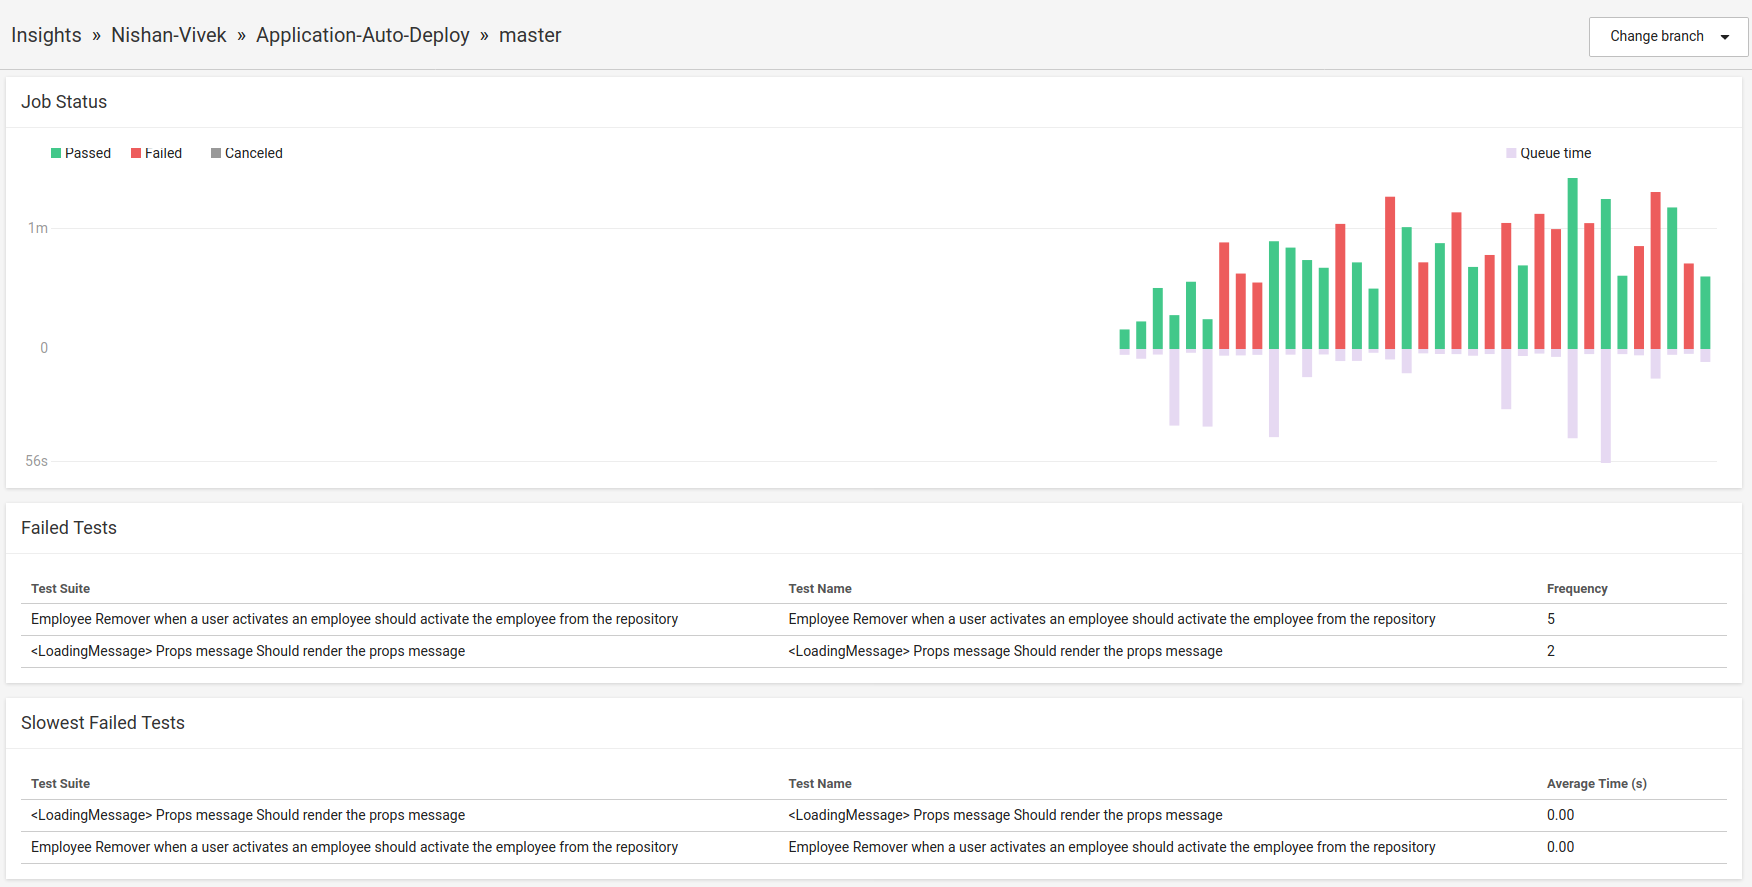 Insights » Nishan-Vivek » Application-Auto-Deploy » master
Change branch
Job Status
Passed Failed Canceled Queue time
1m
0
56s
Failed Tests
Test Suite Test Name Frequency
Employee Remover when a user activates an employee should activate the employee from the repository Employee Remover when a user activates an employee should activate the employee from the repository 5
<LoadingMessage> Props message Should render the props message <LoadingMessage> Props message Should render the props message 2
Slowest Failed Tests
Test Suite Test Name Average Time (s)
<LoadingMessage> Props message Should render the props message <LoadingMessage> Props message Should render the props message 0.00
Employee Remover when a user activates an employee should activate the employee from the repository Employee Remover when a user activates an employee should activate the employee from the repository 0.00